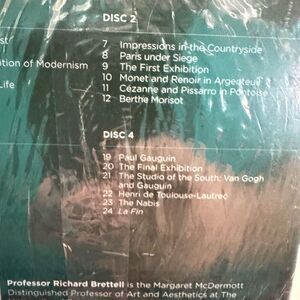 DISC 2
7 Impressions in the Countryside
8 Paris under Siege
9 The First Exhibition
ition of Modernism
10 Monet and Renoir in Argenteuil
11 Cézanne and Pissarro in Pontoise
Life
12 Berthe Morisot
DISC 4
19 Paul Gauguin
20 The Final Exhibition
21 The Studio of the South: Van Gogh
and Gauguin
22 Henri de Toulouse-Lautrec
23 The Nabis
24 La Fin
Professor Richard Brettell is the Margaret McDermott
Distinguished Professor of Art and Aesthetics at The